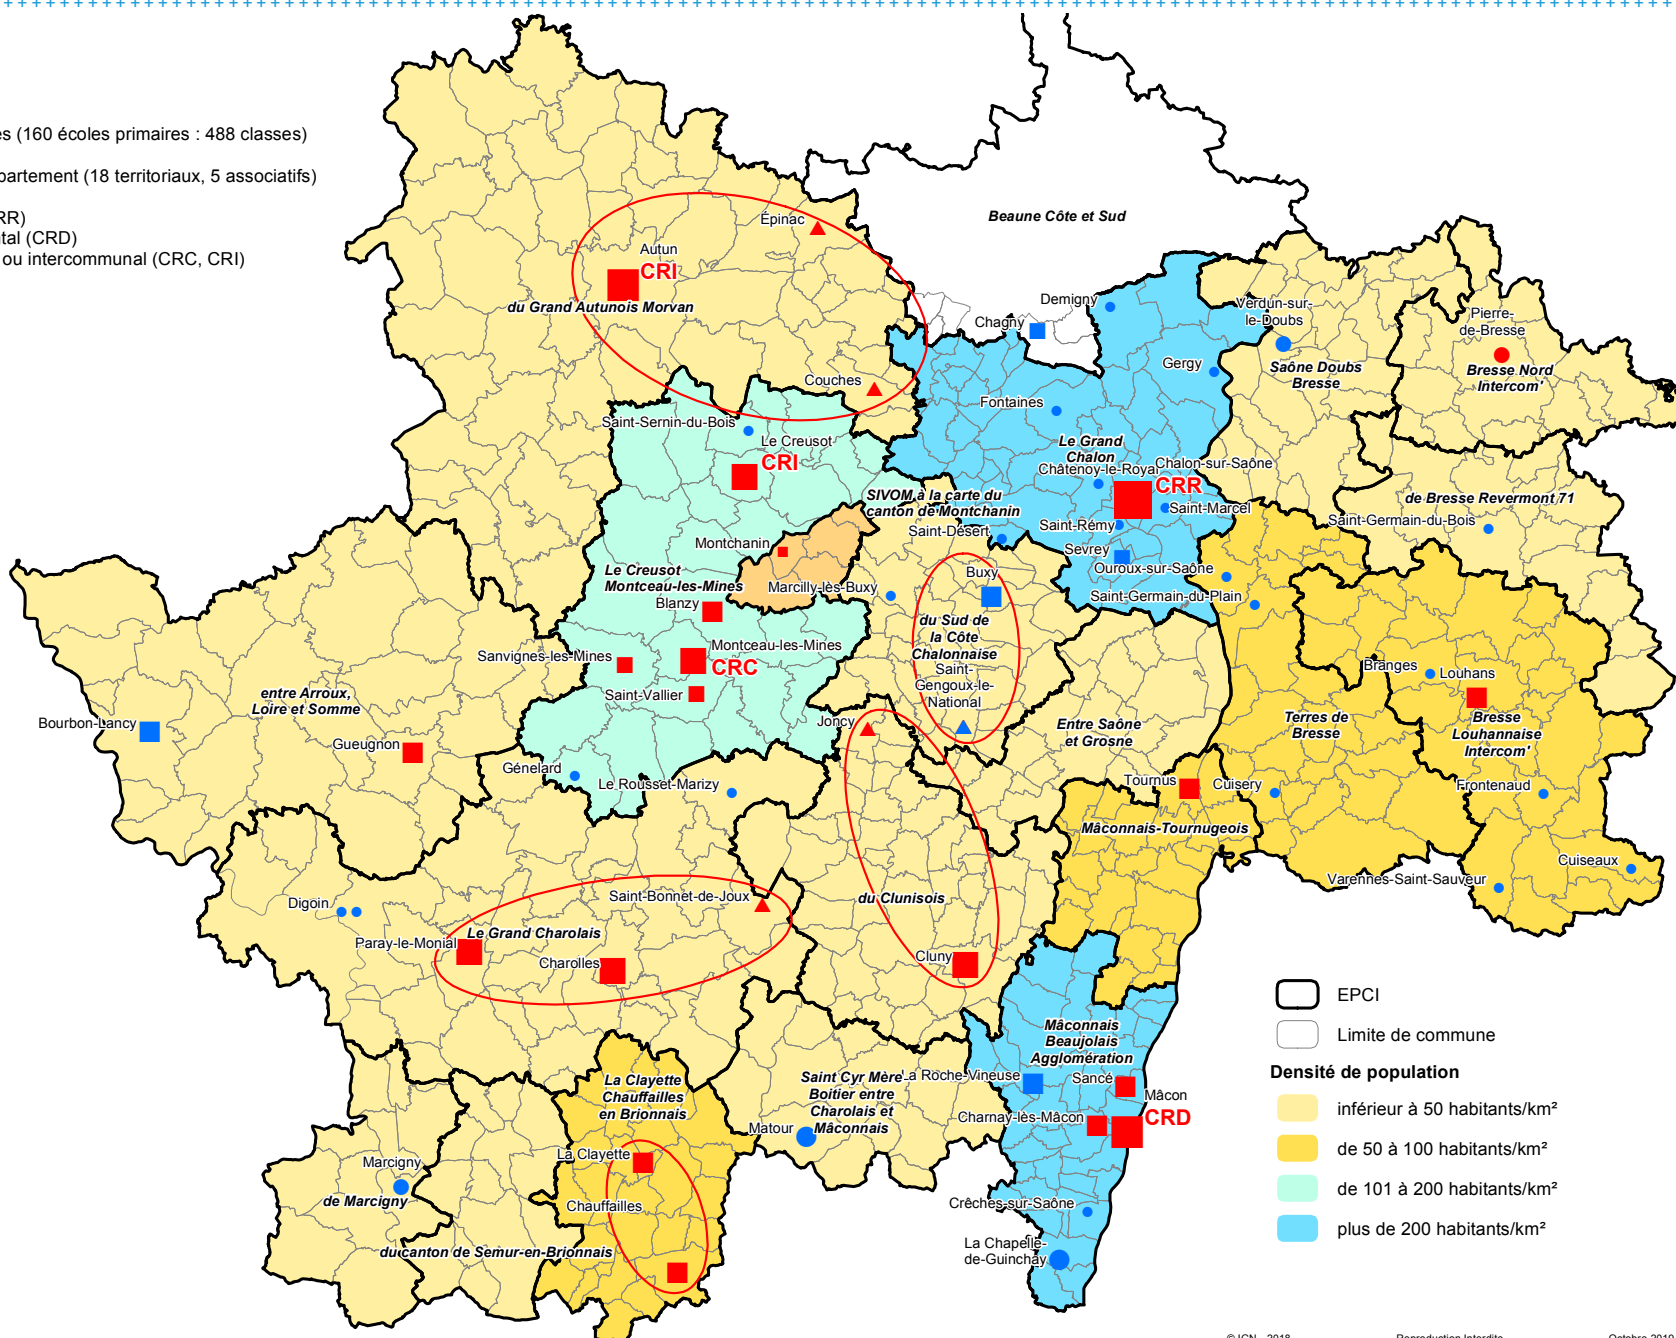 es (160 écoles primaires : 488 classes)
partement (18 territoriaux, 5 associatifs)
RR)
ntal (CRD)
ou intercommunal (CRC, CRI)
Beaune Côte et Sud
Épinac
Autun
CRI
du Grand Autunois Morvan
Demigny
Chagny
Verdun-sur-
le-Doubs
Pierre-
de-Bresse
Gergy
Saône Doubs
Bresse
Bresse Nord
Intercom'
Couches
Fontaines
Saint-Sernin-du-Bois
Le Creusot
CRI
Le Grand
Chalon
Châtenoy-le-Royal
Chalon-sur-Saône
CRR
SIVOM à la carte du
canton de Montchanin
de Bresse Revermont 71
Saint-Marcel
Saint-Germain-du-Bois
Saint-Rémy
Saint-Désert
Montchanin
Sevrey
Le Creusot
Montceau-les-Mines
Buxy
Ouroux-sur-Saône
Marcilly-lès-Buxy
Saint-Germain-du-Plain
Blanzy
du Sud de
la Côte
Chalonnaise
Montceau-les-Mines
CRC
Sanvignes-les-Mines
Saint-
Gengoux-le-
National
Branges
Louhans
Saint-Vallier
entre Arroux,
Loire et Somme
Bourbon-Lancy
Joncy
Entre Saône
et Grosne
Terres de
Bresse
Bresse
Louhannaise
Intercom'
Gueugnon
Génelard
Le Rousset-Marizy
Tournus
Cuisery
Frontenaud
Mâconnais-Tournugeois
Cuiseaux
Varennes-Saint-Sauveur
Saint-Bonnet-de-Joux
du Clunisois
Digoin
Le Grand Charolais
Paray-le-Monial
Charolles
Cluny
EPCI
Limite de commune
Densité de population
inférieur à 50 habitants/km²
de 50 à 100 habitants/km²
de 101 à 200 habitants/km²
plus de 200 habitants/km²
Mâconnais
Beaujolais
Agglomération
La Roche-Vineuse
Sancé
Mâcon
CRD
Charnay-lès-Mâcon
La Clayette
Chauffailles
en Brionnais
Saint Cyr Mère
Boitier entre
Charolais et
Mâconnais
Matour
La Clayette
Marcigny
de Marcigny
Chauffailles
Crêches-sur-Saône
du canton de Semur-en-Brionnais
La Chapelle-
de-Guinchay
© IGN - 2018 Reproduction Interdite Octobre 2019